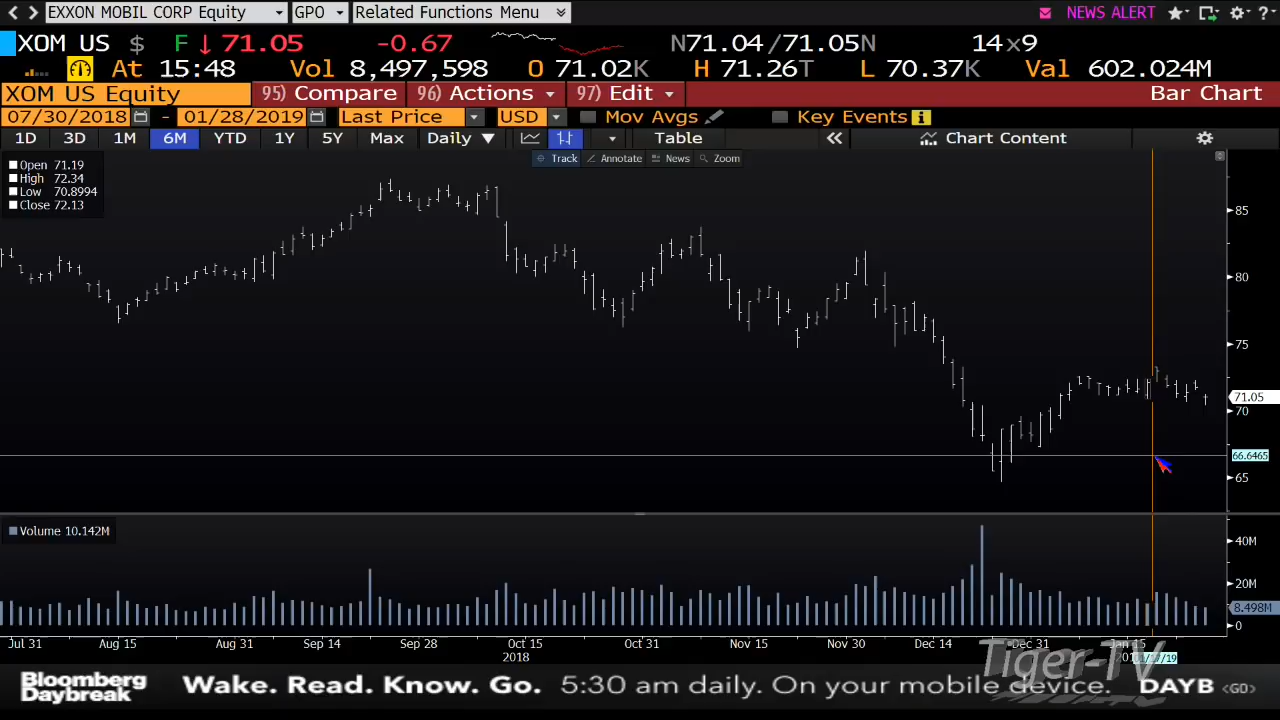 EXXON MOBIL CORP Equity GPO Related Functions Menu NEWS ALERT ?
XOM US $ F ↓ 71.05 -0.67 N71.04/71.05N 14x9
At 15:48 Vol 8,497,598 O 71.02K H 71.26T L 70.37K Val 602.024M
XOM US Equity 95) Compare 96) Actions 97) Edit Bar Chart
07/30/2018 - 01/28/2019 Last Price USD Mov Avgs Key Events i
1D 3D 1M 6M YTD 1Y 5Y Max Daily ▼ Table « Chart Content
Track Annotate News Zoom
Open 71.19
High 72.34
Low 70.8994
Close 72.13
85
80
75
71.05
70
66.6465
65
Volume 10.142M
40M
20M
8.498M
0
Jul 31 Aug 15 Aug 31 Sep 14 Sep 28 Oct 15 Oct 31 Nov 15 Nov 30 Dec 14 Dec 31 Jan 15
2018
Tiger-TV
Bloomberg
Daybreak
Wake. Read. Know. Go. 5:30 am daily. On your mobile device. DAYB <GO>